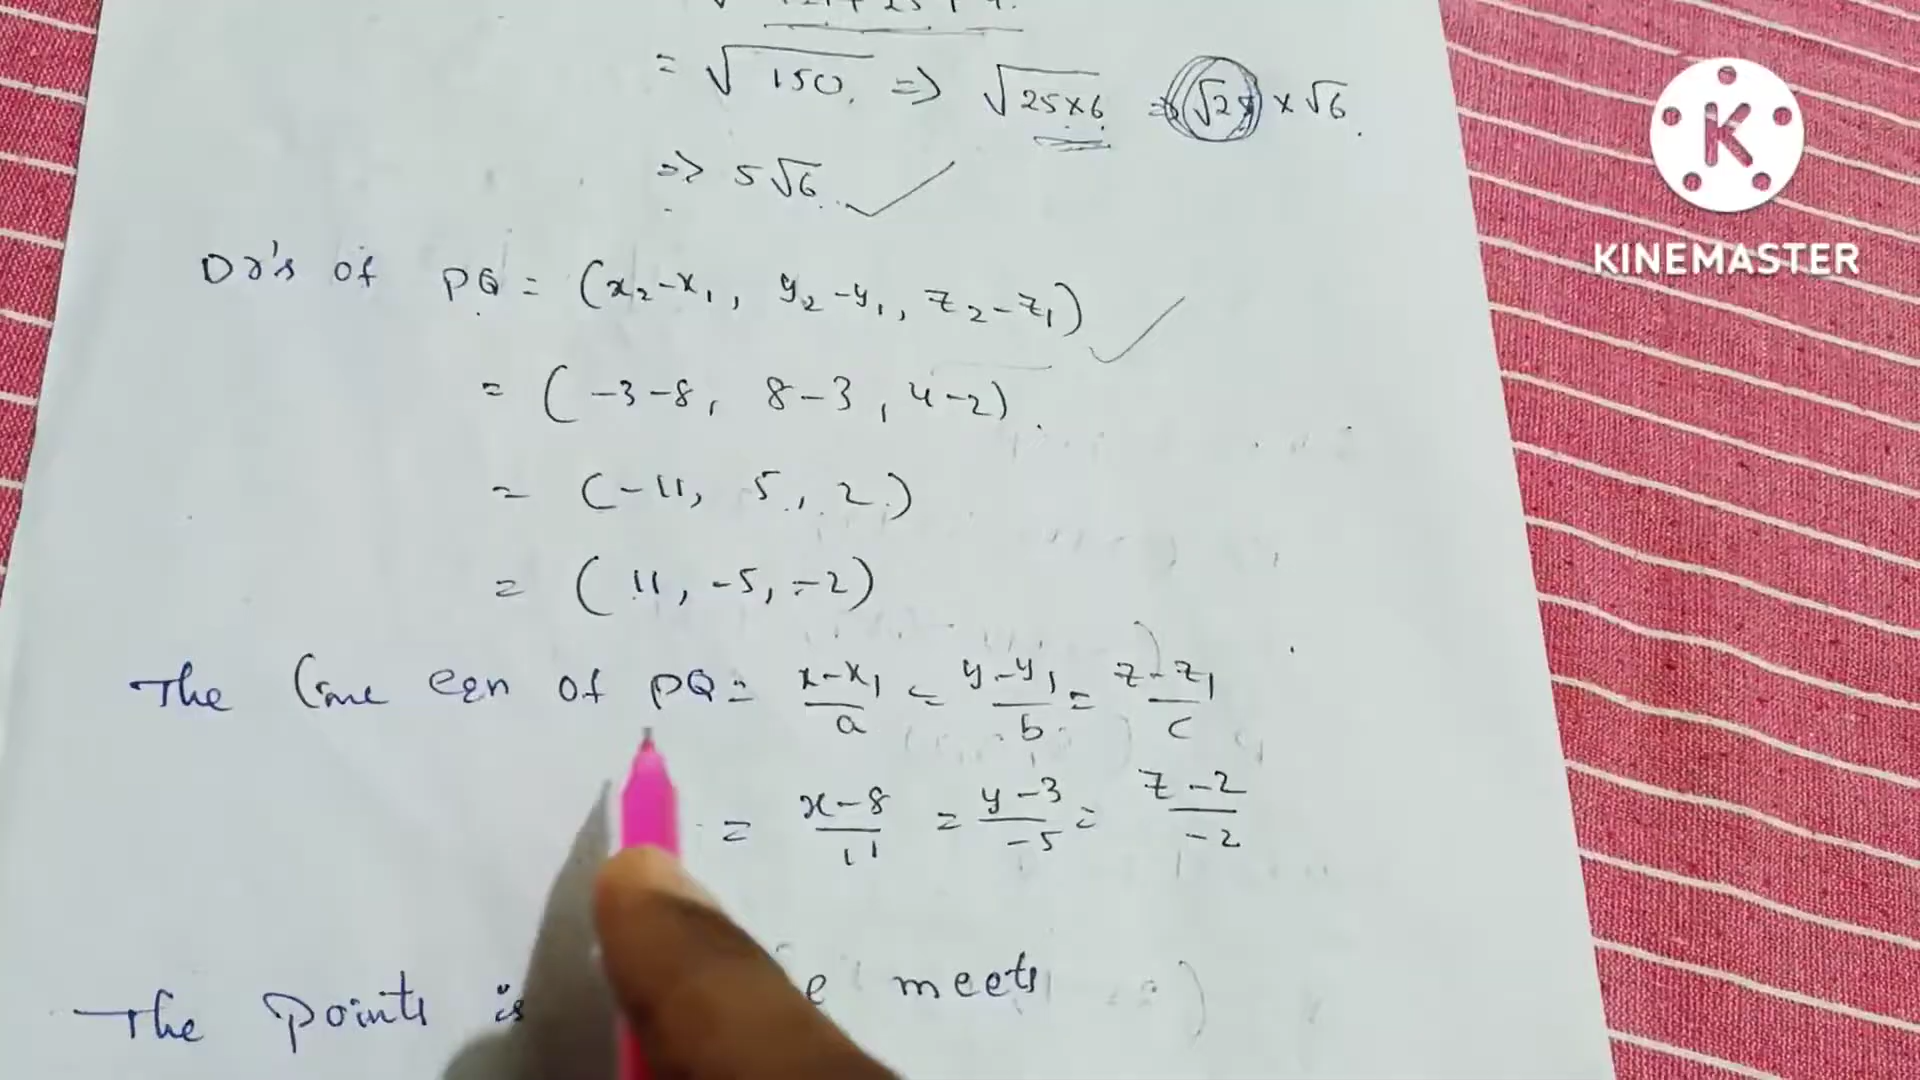 = √150. => √25×6 => √25 × √6.
=> 5√6.
K
KINEMASTER
Dr's of PQ = (x₂-x₁, y₂-y₁, z₂-z₁)
= (-3-8, 8-3, 4-2).
= (-11, 5, 2)
= (11, -5, -2)
The line eqn of PQ = x-x₁/a = y-y₁/b = z-z₁/c
= x-8/11 = y-3/-5 = z-2/-2
The points is meets